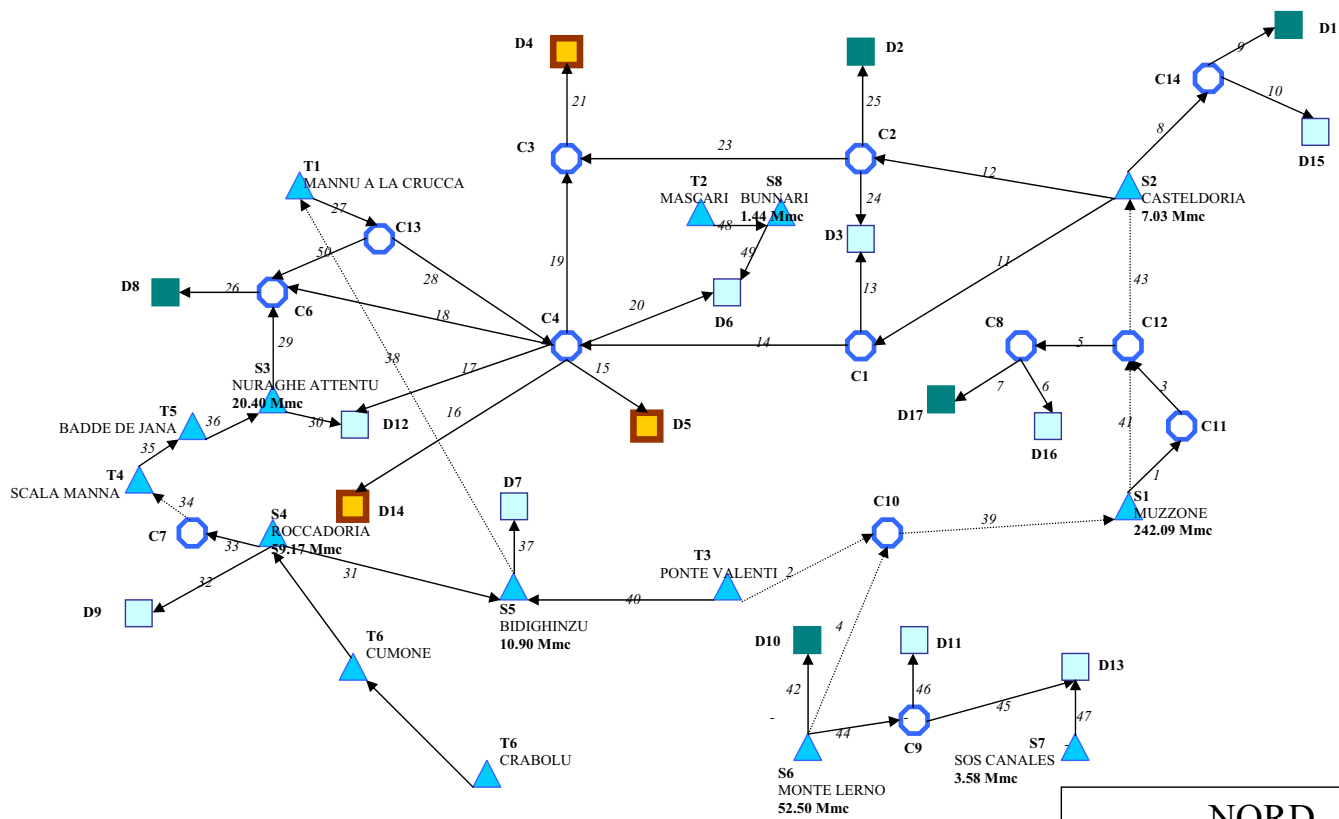 D1
9
D4
D2
C14
10
21
25
8
D15
C3
23
C2
T1
MANNU A LA CRUCCA
T2
MASCARI
S8
BUNNARI
1.44 Mmc
12
S2
CASTELDORIA
7.03 Mmc
27
C13
48
24
D3
50
28
49
19
11
43
D8
26
C6
18
20
D6
13
C4
C8
C12
29
38
14
C1
5
S3
NURAGHE ATTENTU
20.40 Mmc
17
15
7
6
3
D17
T5
BADDE DE JANA
36
30
D12
16
D5
D16
41
C11
35
T4
SCALA MANNA
34
D14
D7
C10
1
S1
MUZZONE
242.09 Mmc
C7
S4
ROCCADORIA
59.17 Mmc
39
33
31
37
T3
PONTE VALENTI
2
32
D9
40
S5
BIDIGHINZU
10.90 Mmc
4
T6
CUMONE
D10
D11
D13
42
46
45
-
-
47
44
C9
-
T6
CRABOLU
S6
MONTE LERNO
52.50 Mmc
S7
SOS CANALES
3.58 Mmc
NORD